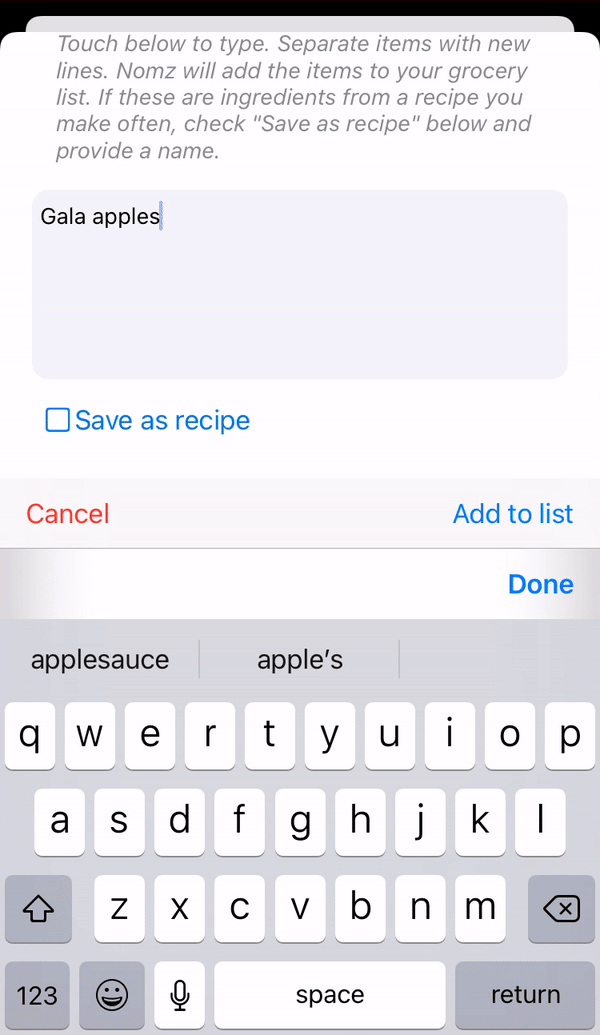 Touch below to type. Separate items with new
lines. Nomz will add the items to your grocery
list. If these are ingredients from a recipe you
make often, check "Save as recipe" below and
provide a name.
Gala apples
Save as recipe
Cancel Add to list
Done
applesauce apple’s
q w e r t y u i o p
a s d f g h j k l
z x c v b n m
123 space return